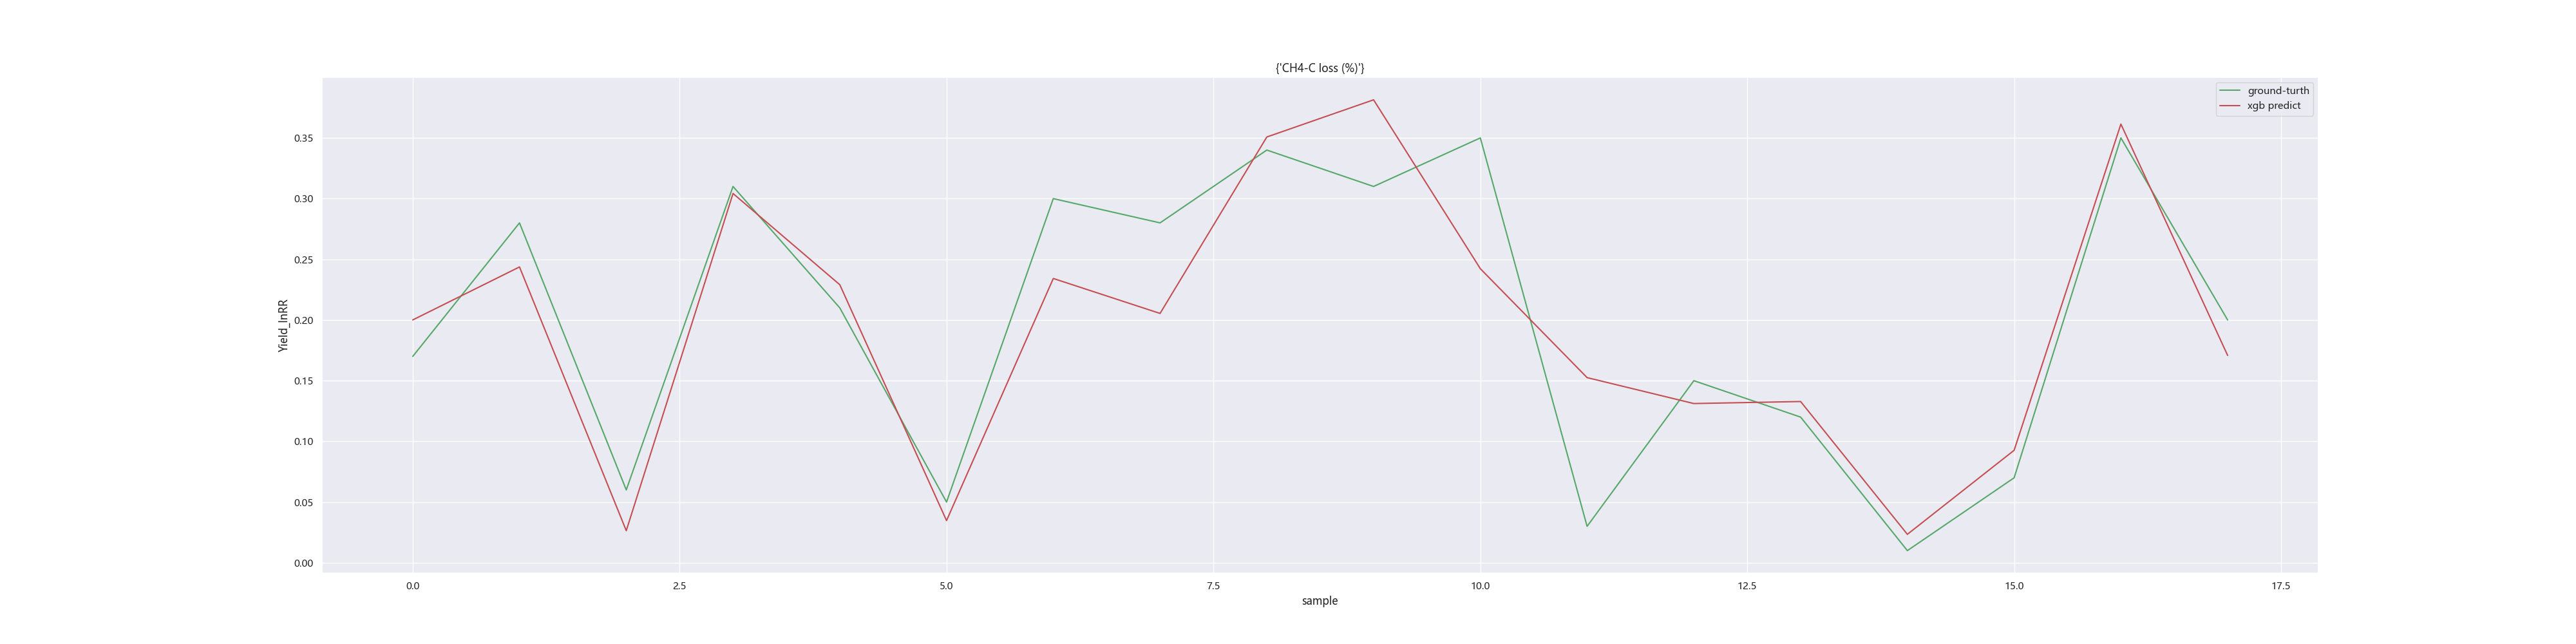 {'CH4-C loss (%)'}
ground-turth
xgb predict
0.35
0.30
0.25
0.20
0.15
0.10
0.05
0.00
Yield_lnRR
0.0 2.5 5.0 7.5 10.0 12.5 15.0 17.5
sample